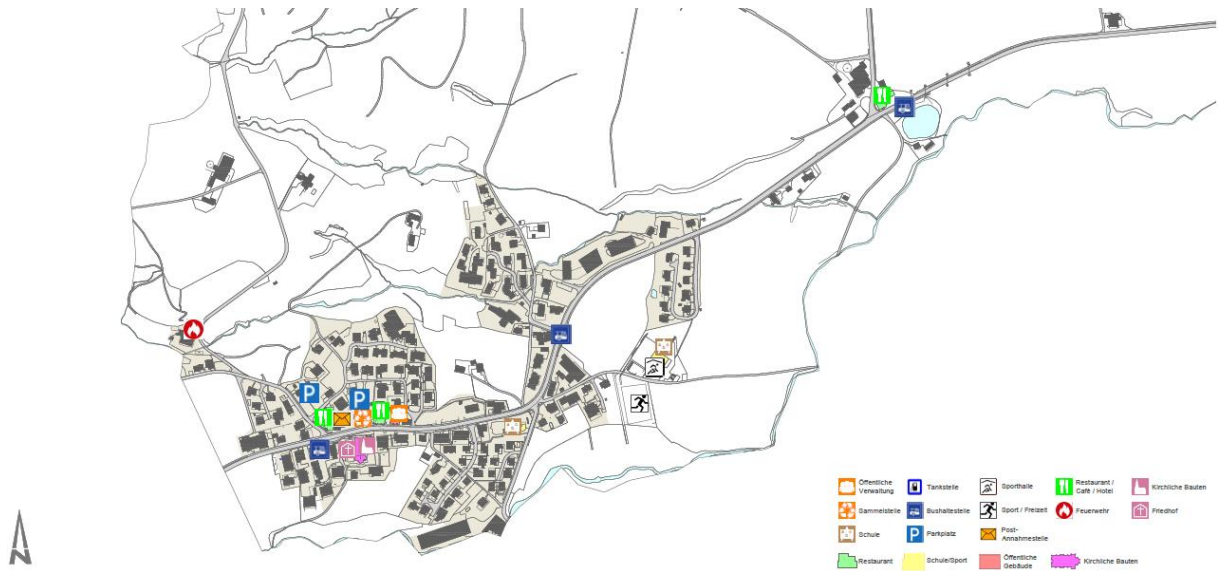 P
P
Öffentliche
Verwaltung
Tankstelle
Sporthalle
Restaurant /
Café / Hotel
Kirchliche Bauten
Sammelstelle
Bushaltestelle
Sport / Freizeit
Feuerwehr
Friedhof
Schule
P
Parkplatz
Post-
Annahmestelle
Restaurant
Schule/Sport
Öffentliche
Gebäude
Kirchliche Bauten
N